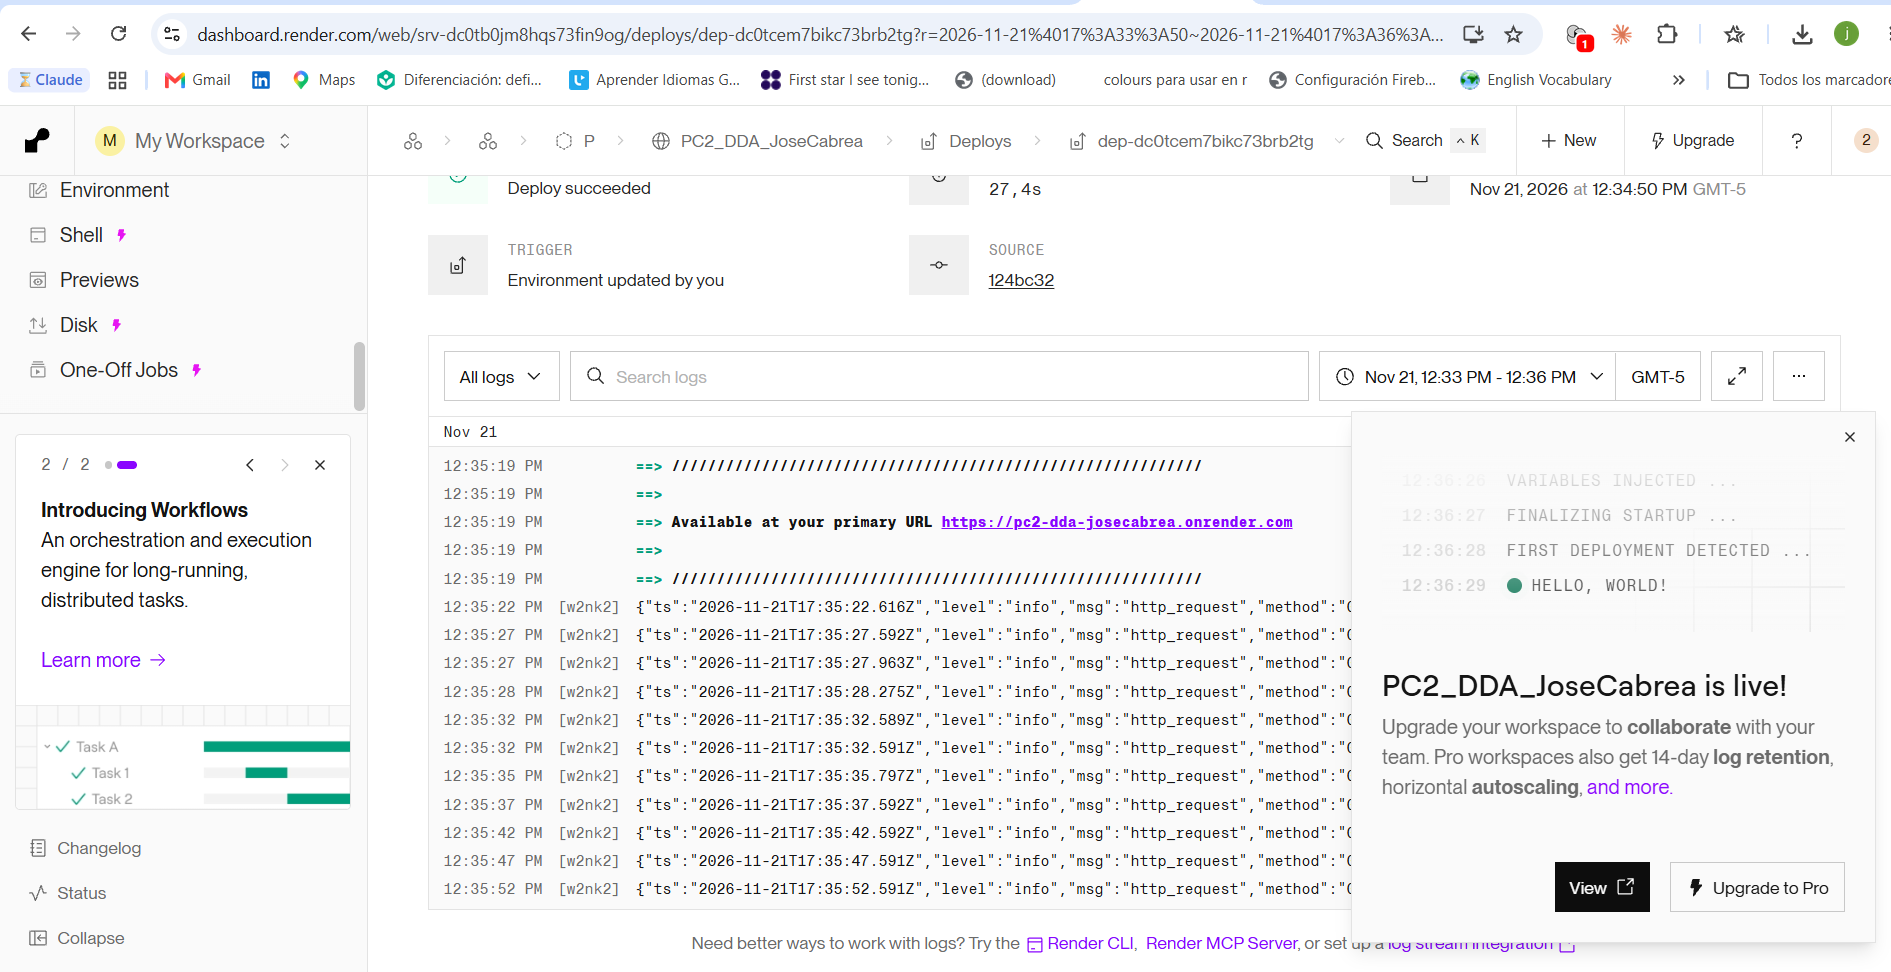 dashboard.render.com/web/srv-dc0tb0jm8hqs73fin9og/deploys/dep-dc0tcem7bikc73brb2tg?r=2026-11-21%4017%3A33%3A50~2026-11-21%4017%3A36%3A...
1
j
Claude
Gmail
Maps
Diferenciación: defi...
Aprender Idiomas G...
First star I see tonig...
(download)
colours para usar en r
Configuración Fireb...
English Vocabulary
»
Todos los marcadore
M My Workspace
P
PC2_DDA_JoseCabrea
Deploys
dep-dc0tcem7bikc73brb2tg
Search ^ K
+ New
Upgrade
?
2
Environment
Shell
Previews
Disk
One-Off Jobs
2 / 2
Introducing Workflows
An orchestration and execution
engine for long-running,
distributed tasks.
Learn more →
Task A
Task 1
Task 2
Changelog
Status
Collapse
Deploy succeeded
27,4s
Nov 21, 2026 at 12:34:50 PM GMT-5
TRIGGER
Environment updated by you
SOURCE
124bc32
All logs
Search logs
Nov 21, 12:33 PM - 12:36 PM
GMT-5
...
Nov 21
12:35:19 PM ==> ///////////////////////////////////////////////////////////
12:35:19 PM ==>
12:35:19 PM ==> Available at your primary URL https://pc2-dda-josecabrea.onrender.com
12:35:19 PM ==>
12:35:19 PM ==> ///////////////////////////////////////////////////////////
12:35:22 PM [w2nk2] {"ts":"2026-11-21T17:35:22.616Z","level":"info","msg":"http_request","method":"
12:35:27 PM [w2nk2] {"ts":"2026-11-21T17:35:27.592Z","level":"info","msg":"http_request","method":"
12:35:27 PM [w2nk2] {"ts":"2026-11-21T17:35:27.963Z","level":"info","msg":"http_request","method":"
12:35:28 PM [w2nk2] {"ts":"2026-11-21T17:35:28.275Z","level":"info","msg":"http_request","method":"
12:35:32 PM [w2nk2] {"ts":"2026-11-21T17:35:32.589Z","level":"info","msg":"http_request","method":"
12:35:32 PM [w2nk2] {"ts":"2026-11-21T17:35:32.591Z","level":"info","msg":"http_request","method":"
12:35:35 PM [w2nk2] {"ts":"2026-11-21T17:35:35.797Z","level":"info","msg":"http_request","method":"
12:35:37 PM [w2nk2] {"ts":"2026-11-21T17:35:37.592Z","level":"info","msg":"http_request","method":"
12:35:42 PM [w2nk2] {"ts":"2026-11-21T17:35:42.592Z","level":"info","msg":"http_request","method":"
12:35:47 PM [w2nk2] {"ts":"2026-11-21T17:35:47.591Z","level":"info","msg":"http_request","method":"
12:35:52 PM [w2nk2] {"ts":"2026-11-21T17:35:52.591Z","level":"info","msg":"http_request","method":"
Need better ways to work with logs? Try the Render CLI, Render MCP Server, or set up a log stream integration
12:36:26 VARIABLES INJECTED ...
12:36:27 FINALIZING STARTUP ...
12:36:28 FIRST DEPLOYMENT DETECTED ...
12:36:29 HELLO, WORLD!
PC2_DDA_JoseCabrea is live!
Upgrade your workspace to collaborate with your
team. Pro workspaces also get 14-day log retention,
horizontal autoscaling, and more.
View
Upgrade to Pro